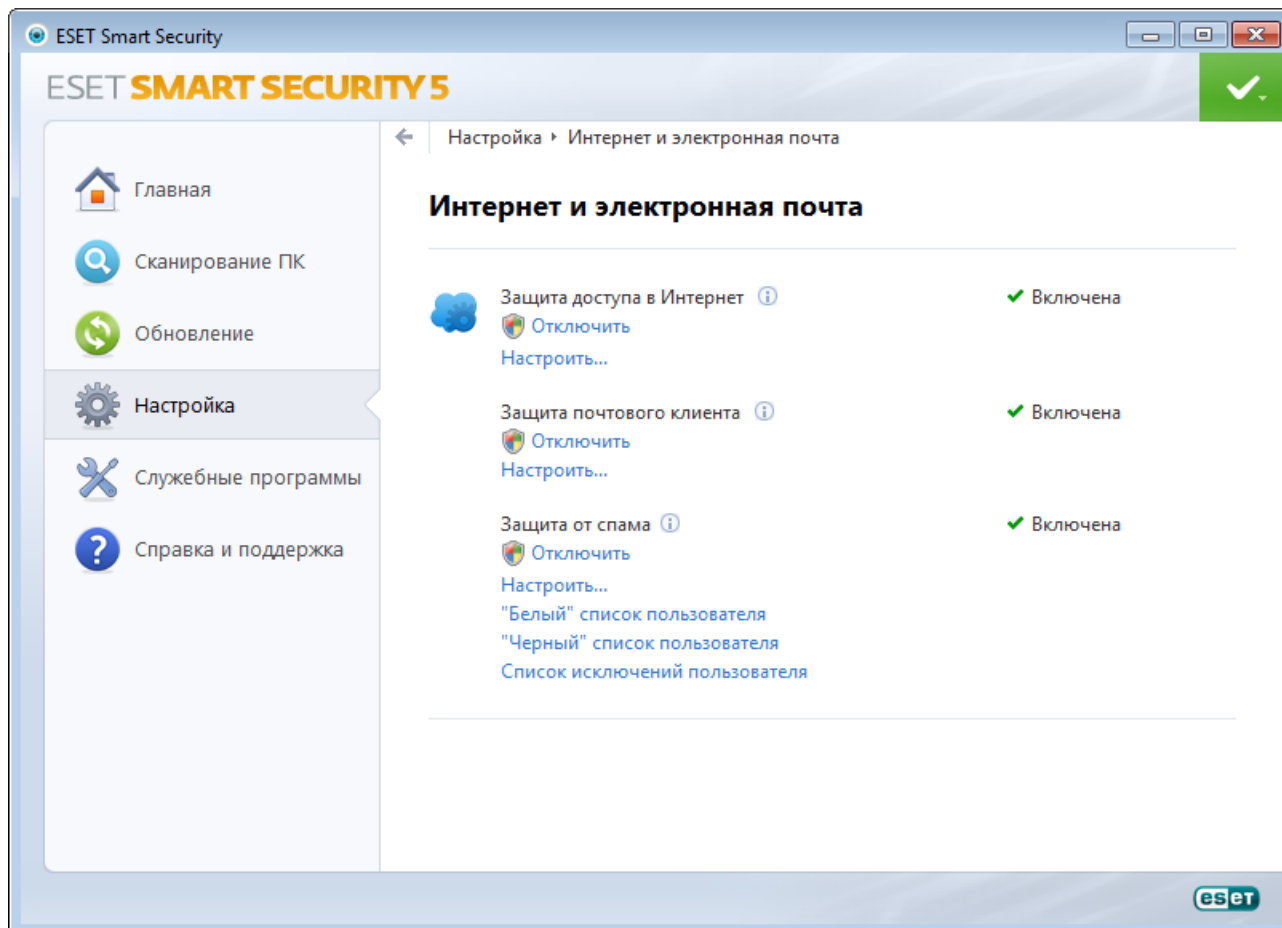 ESET Smart Security
ESET SMART SECURITY 5
Главная
Сканирование ПК
Обновление
Настройка
Служебные программы
Справка и поддержка
Настройка Интернет и электронная почта
Интернет и электронная почта
Защита доступа в Интернет
Включена
Отключить
Настроить...
Защита почтового клиента
Включена
Отключить
Настроить...
Защита от спама
Включена
Отключить
Настроить...
"Белый" список пользователя
"Черный" список пользователя
Список исключений пользователя
eset